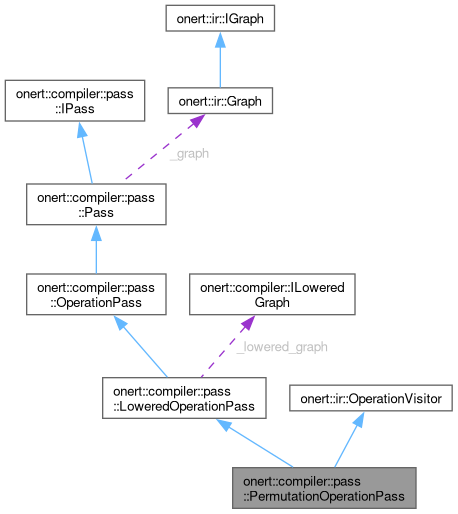 onert::ir::IGraph
onert::compiler::pass
::IPass
onert::ir::Graph
_graph
onert::compiler::pass
::Pass
onert::compiler::pass
::OperationPass
onert::compiler::ILowered
Graph
_lowered_graph
onert::compiler::pass
::LoweredOperationPass
onert::ir::OperationVisitor
onert::compiler::pass
::PermutationOperationPass